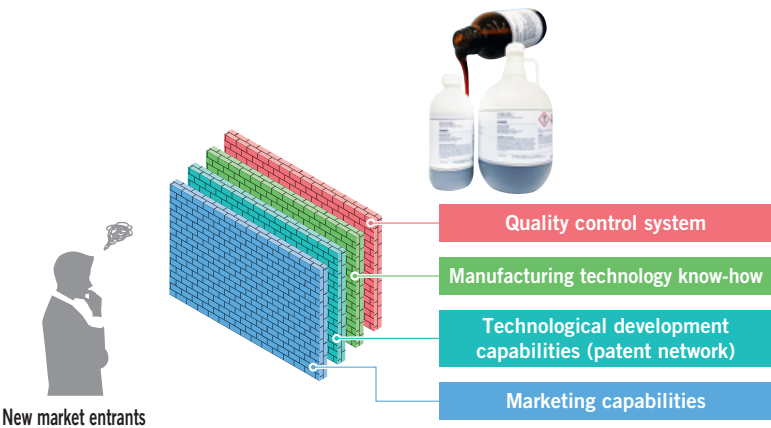 Quality control system
Manufacturing technology know-how
Technological development
capabilities (patent network)
Marketing capabilities
New market entrants